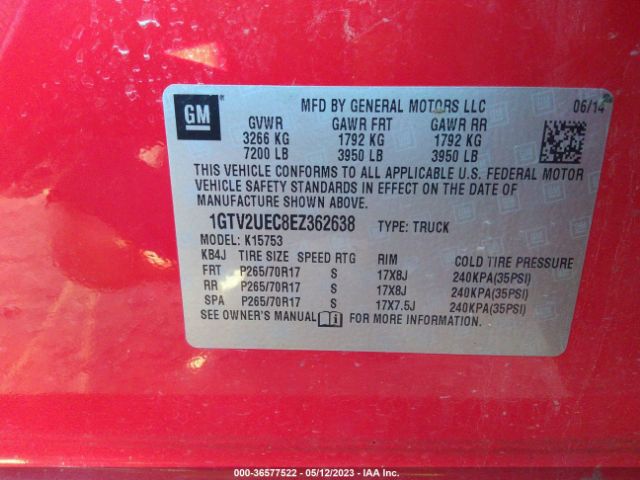 GM
MFD BY GENERAL MOTORS LLC 06/14
GVWR GAWR FRT GAWR RR
3266 KG 1792 KG 1792 KG
7200 LB 3950 LB 3950 LB
THIS VEHICLE CONFORMS TO ALL APPLICABLE U.S. FEDERAL MOTOR
VEHICLE SAFETY STANDARDS IN EFFECT ON THE DATE OF
MANUFACTURE SHOWN ABOVE.
1GTV2UEC8EZ362638 TYPE: TRUCK
MODEL: K15753
KB4J TIRE SIZE SPEED RTG RIM COLD TIRE PRESSURE
FRT P265/70R17 S 17X8J 240KPA(35PSI)
RR P265/70R17 S 17X8J 240KPA(35PSI)
SPA P265/70R17 S 17X7.5J 240KPA(35PSI)
SEE OWNER'S MANUAL FOR MORE INFORMATION.
000-36577522 - 05/12/2023 - IAA Inc.